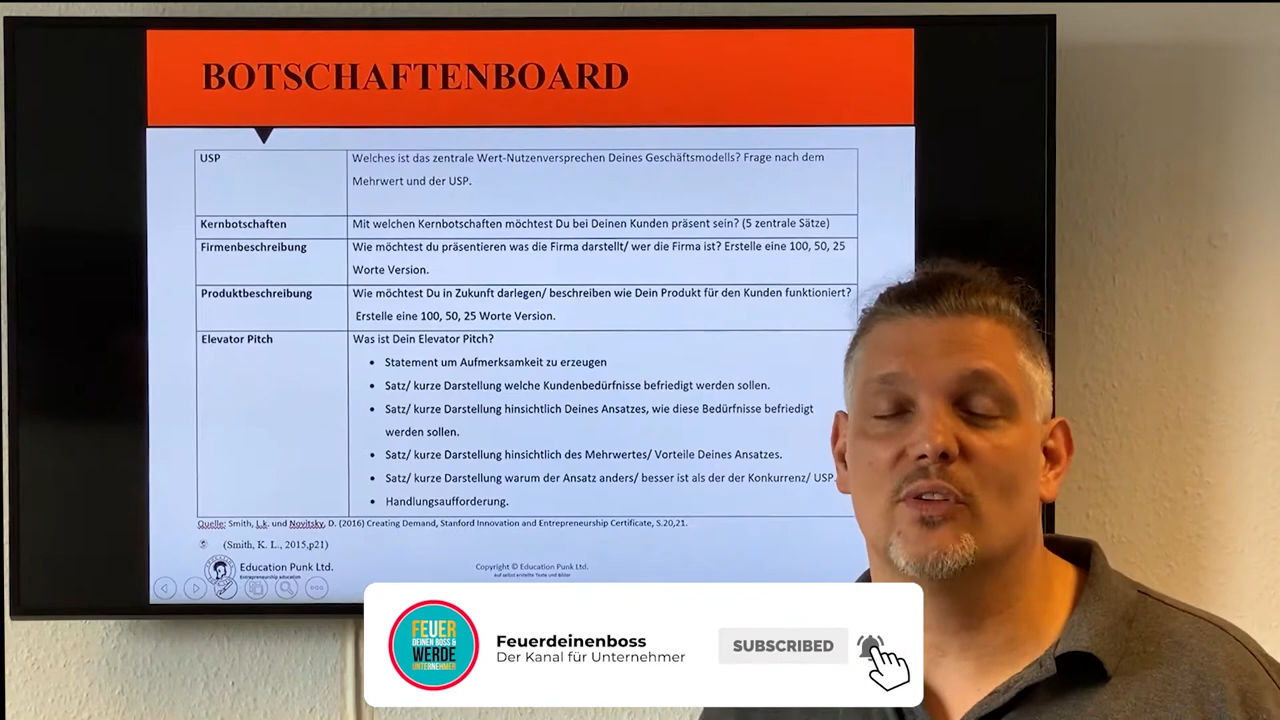 BOTSCHAFTENBOARD
USP
Welches ist das zentrale Wert-Nutzenversprechen Deines Geschäftsmodells? Frage nach dem
Mehrwert und der USP.
Kernbotschaften
Mit welchen Kernbotschaften möchtest Du bei Deinen Kunden präsent sein? (5 zentrale Sätze)
Firmenbeschreibung
Wie möchtest du präsentieren was die Firma darstellt/ wer die Firma ist? Erstelle eine 100, 50, 25
Worte Version.
Produktbeschreibung
Wie möchtest Du in Zukunft darlegen/ beschreiben wie Dein Produkt für den Kunden funktioniert?
Erstelle eine 100, 50, 25 Worte Version.
Elevator Pitch
Was ist Dein Elevator Pitch?
• Statement um Aufmerksamkeit zu erzeugen
• Satz/ kurze Darstellung welche Kundenbedürfnisse befriedigt werden sollen.
• Satz/ kurze Darstellung hinsichtlich Deines Ansatzes, wie diese Bedürfnisse befriedigt
werden sollen.
• Satz/ kurze Darstellung hinsichtlich des Mehrwertes/ Vorteile Deines Ansatzes.
• Satz/ kurze Darstellung warum der Ansatz anders/ besser ist als der der Konkurrenz/ USP.
• Handlungsaufforderung.
Quelle: Smith, L.k. und Novitsky, D. (2016) Creating Demand, Stanford Innovation and Entrepreneurship Certificate, S.20,21.
(Smith, K. L., 2015,p21)
Education Punk Ltd.
Entrepreneurship education
Copyright © Education Punk Ltd.
Auf selbst erstellte Texte und Bilder
FEUER
DEINEN BOSS &
WERDE
UNTERNEHMER
Feuerdeinenboss
Der Kanal für Unternehmer
SUBSCRIBED